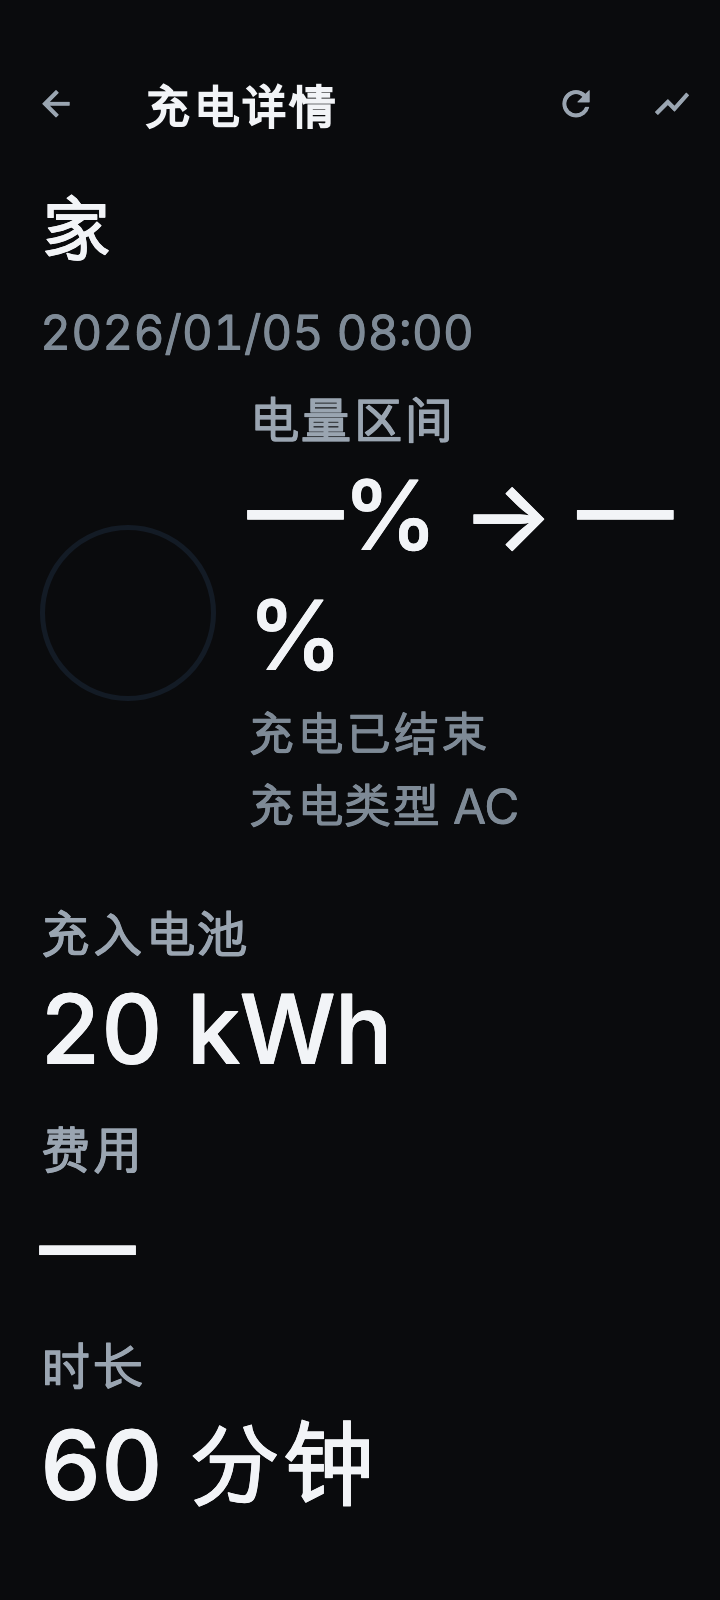 充电详情
家
2026/01/05 08:00
电量区间
—% → —
%
充电已结束
充电类型 AC
充入电池
20 kWh
费用
—
时长
60 分钟